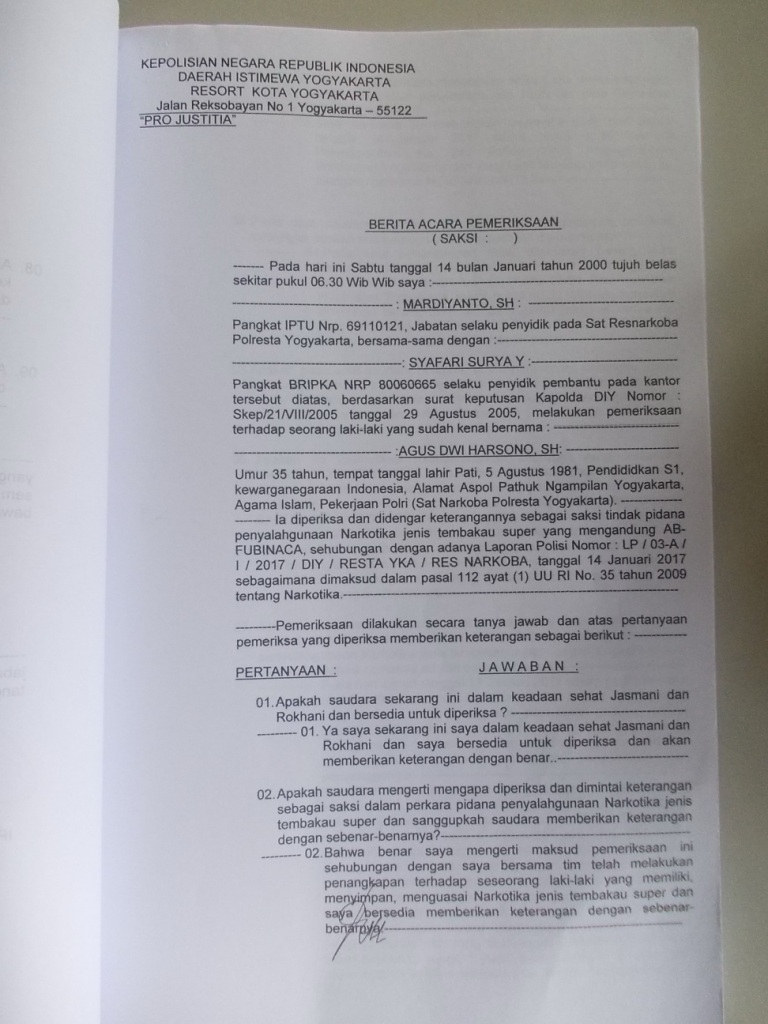 KEPOLISIAN NEGARA REPUBLIK INDONESIA
DAERAH ISTIMEWA YOGYAKARTA
RESORT KOTA YOGYAKARTA
Jalan Reksobayan No 1 Yogyakarta – 55122
"PRO JUSTITIA"
BERITA ACARA PEMERIKSAAN
( SAKSI : )
------- Pada hari ini Sabtu tanggal 14 bulan Januari tahun 2000 tujuh belas
sekitar pukul 06.30 Wib Wib saya :---------------------------------------------
-------------------------------- : MARDIYANTO, SH : -----------------------------
Pangkat IPTU Nrp. 69110121, Jabatan selaku penyidik pada Sat Resnarkoba
Polresta Yogyakarta, bersama-sama dengan :-----------------------------------
----------------------------------: SYAFARI SURYA Y :-----------------------------
Pangkat BRIPKA NRP 80060665 selaku penyidik pembantu pada kantor
tersebut diatas, berdasarkan surat keputusan Kapolda DIY Nomor :
Skep/21/VIII/2005 tanggal 29 Agustus 2005, melakukan pemeriksaan
terhadap seorang laki-laki yang sudah kenal bernama : -------------------------
-------------------------------- :AGUS DWI HARSONO, SH: -----------------------
Umur 35 tahun, tempat tanggal lahir Pati, 5 Agustus 1981, Pendididkan S1,
kewarganegaraan Indonesia, Alamat Aspol Pathuk Ngampilan Yogyakarta,
Agama Islam, Pekerjaan Polri (Sat Narkoba Polresta Yogyakarta). -------------
-------- Ia diperiksa dan didengar keterangannya sebagai saksi tindak pidana
penyalahgunaan Narkotika jenis tembakau super yang mengandung AB-
FUBINACA, sehubungan dengan adanya Laporan Polisi Nomor : LP / 03-A /
I / 2017 / DIY / RESTA YKA / RES NARKOBA, tanggal 14 Januari 2017
sebagaimana dimaksud dalam pasal 112 ayat (1) UU RI No. 35 tahun 2009
tentang Narkotika.-------------------------------------------------------------------
---------Pemeriksaan dilakukan secara tanya jawab dan atas pertanyaan
pemeriksa yang diperiksa memberikan keterangan sebagai berikut : -----------
PERTANYAAN : J A W A B A N :
01. Apakah saudara sekarang ini dalam keadaan sehat Jasmani dan
Rokhani dan bersedia untuk diperiksa ? -----------------------------------
--------- 01. Ya saya sekarang ini saya dalam keadaan sehat Jasmani dan
Rokhani dan saya bersedia untuk diperiksa dan akan
memberikan keterangan dengan benar..---------------------------
02. Apakah saudara mengerti mengapa diperiksa dan dimintai keterangan
sebagai saksi dalam perkara pidana penyalahgunaan Narkotika jenis
tembakau super dan sanggupkah saudara memberikan keterangan
dengan sebenar-benarnya?--------------------------------------------------
--------- 02. Bahwa benar saya mengerti maksud pemeriksaan ini
sehubungan dengan saya bersama tim telah melakukan
penangkapan terhadap seseorang laki-laki yang memiliki,
menyimpan, menguasai Narkotika jenis tembakau super dan
saya bersedia memberikan keterangan dengan sebenar-
benarnya.------------------------------------------------------------